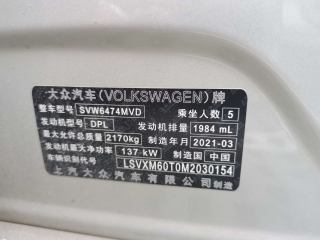 大众汽车(VOLKSWAGEN)牌
整车型号 SVW6474MVD 乘坐人数 5
发动机型号 DPL 发动机排量 1984 mL
最大允许总质量 2170kg 制造年月 2021-03
发动机最大净功率 137 kW 制造国 中国
车辆识别代号 LSVXM60T0M2030154
上汽大众汽车有限公司 制造